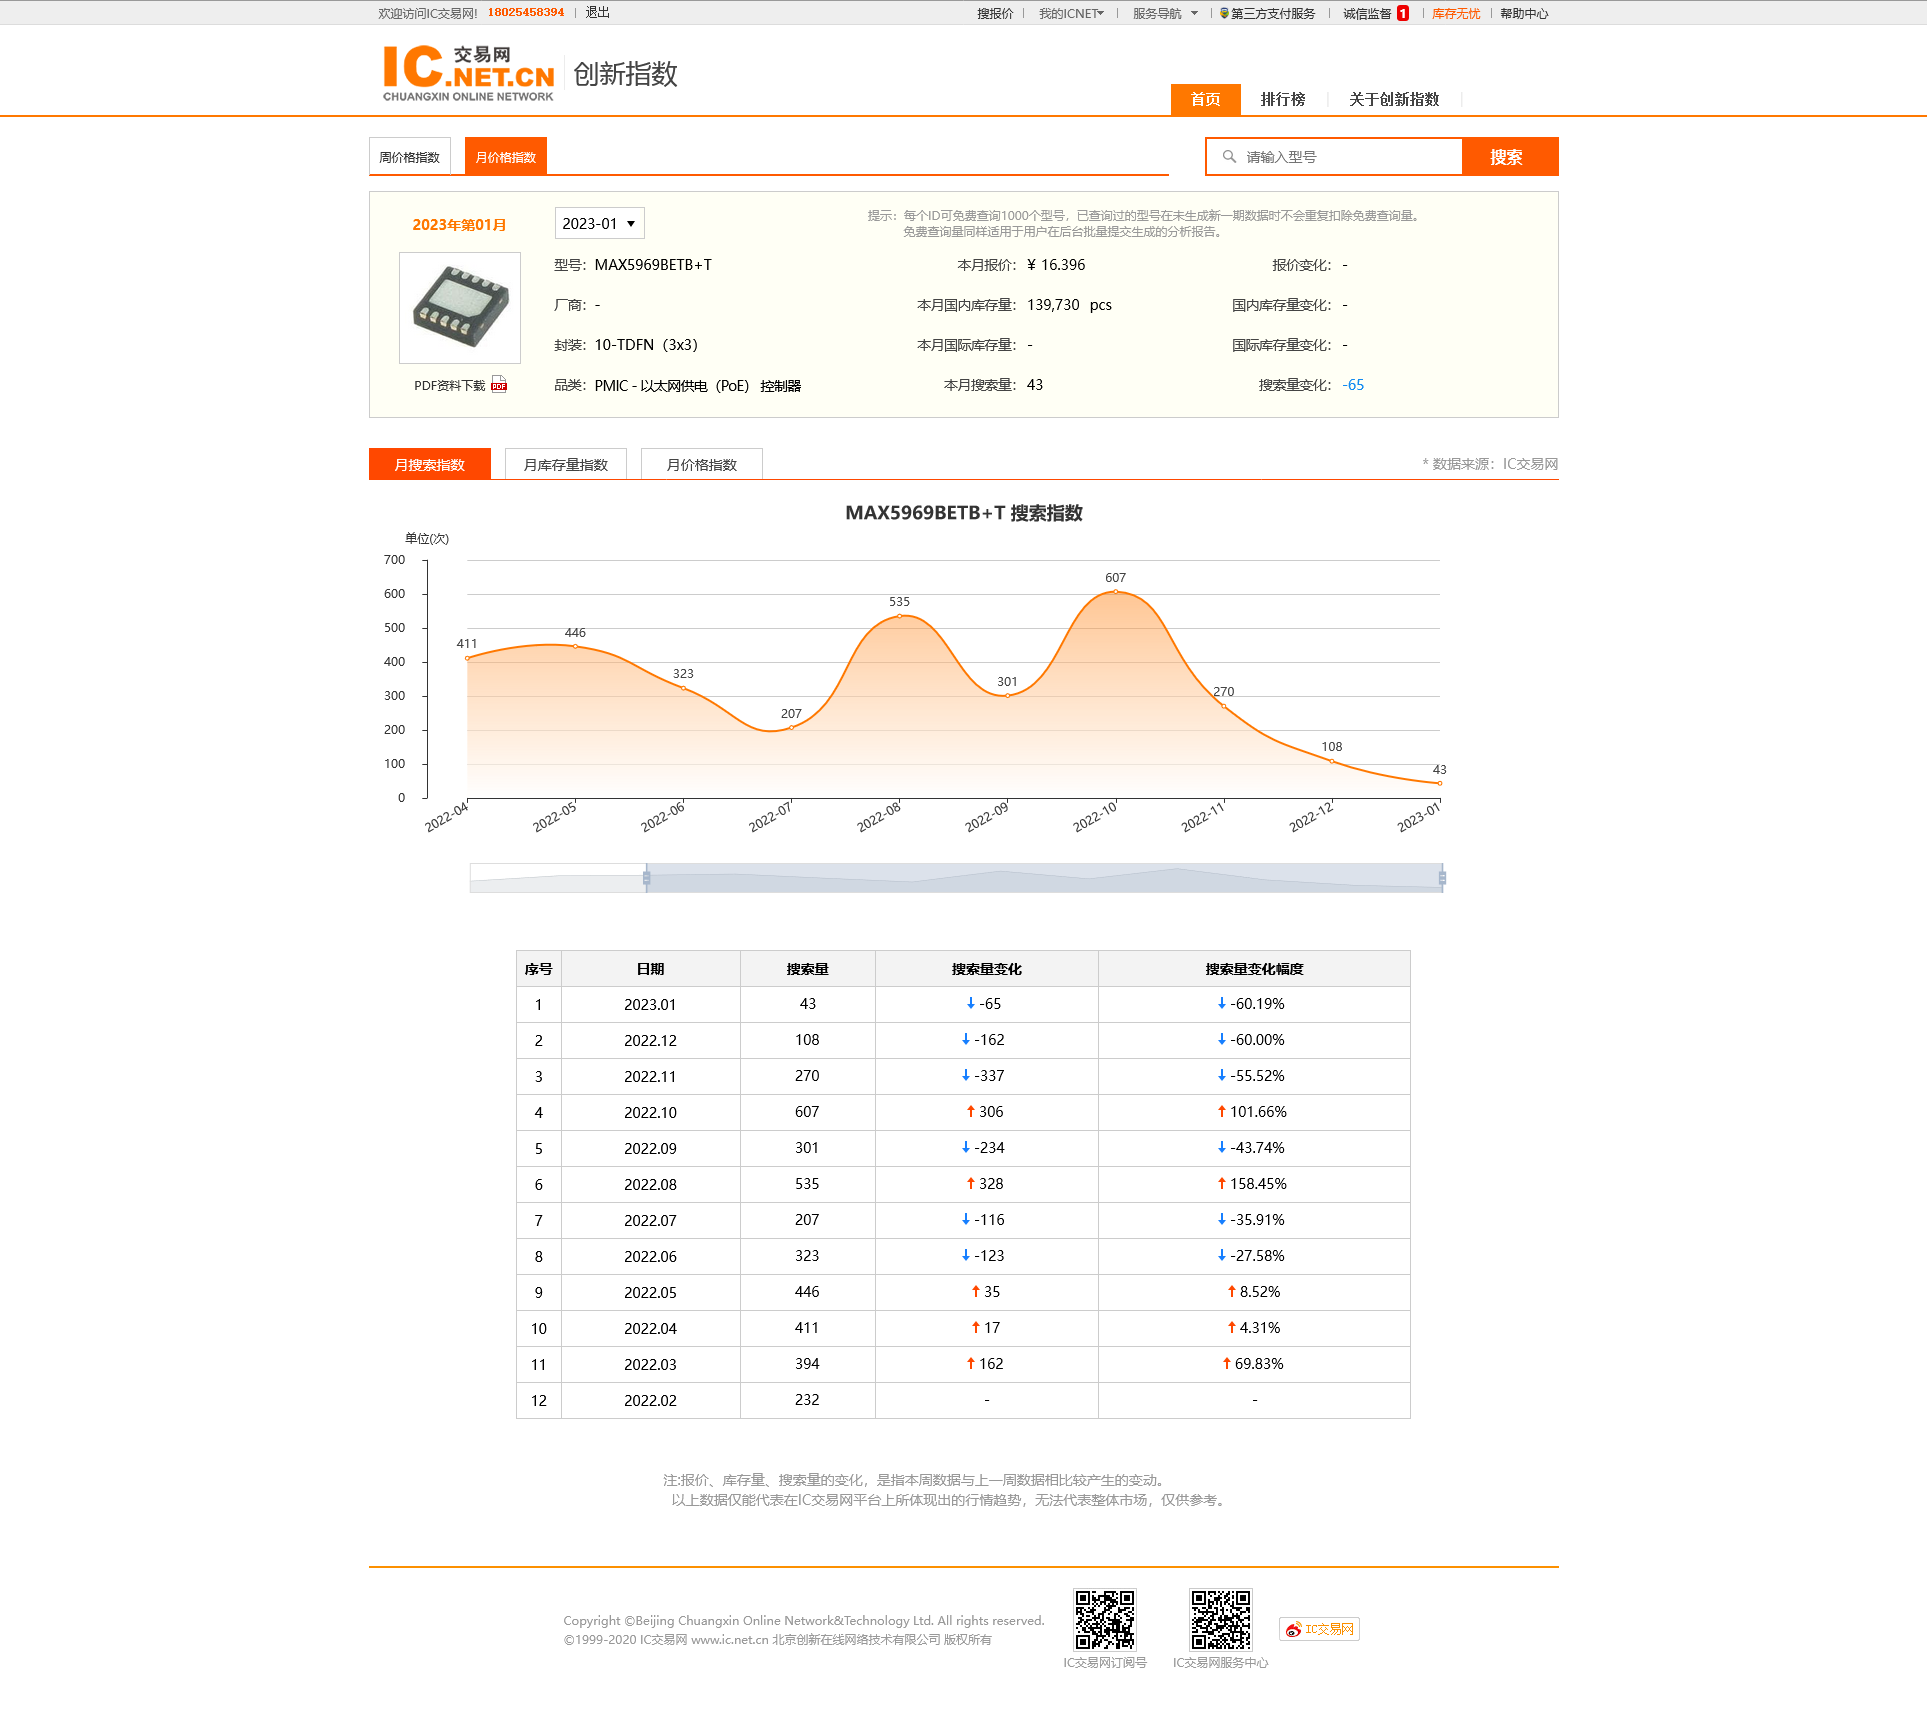 欢迎访问IC交易网! 18025458394 退出 搜报价 我的ICNET 服务导航 第三方支付服务 诚信监督 1 库存无忧 帮助中心
IC 交易网 .NET.CN 创新指数
CHUANGXIN ONLINE NETWORK
首页 排行榜 关于创新指数
周价格指数 月价格指数 请输入型号 搜索
2023年第01月 2023-01
提示：每个ID可免费查询1000个型号，已查询过的型号在未生成新一期数据时不会重复扣除免费查询量。
免费查询量同样适用于用户在后台批量提交生成的分析报告。
型号：MAX5969BETB+T 本月报价：¥ 16.396 报价变化：-
厂商：- 本月国内库存量：139,730 pcs 国内库存量变化：-
封装：10-TDFN（3x3） 本月国际库存量：- 国际库存量变化：-
PDF资料下载 PDF 品类：PMIC - 以太网供电（PoE） 控制器 本月搜索量：43 搜索量变化：-65
月搜索指数 月库存量指数 月价格指数 * 数据来源：IC交易网
MAX5969BETB+T 搜索指数
单位(次)
700
600
500
400
300
200
100
0
411 446 323 207 535 301 607 270 108 43
2022-04 2022-05 2022-06 2022-07 2022-08 2022-09 2022-10 2022-11 2022-12 2023-01
序号 日期 搜索量 搜索量变化 搜索量变化幅度
1 2023.01 43 -65 -60.19%
2 2022.12 108 -162 -60.00%
3 2022.11 270 -337 -55.52%
4 2022.10 607 306 101.66%
5 2022.09 301 -234 -43.74%
6 2022.08 535 328 158.45%
7 2022.07 207 -116 -35.91%
8 2022.06 323 -123 -27.58%
9 2022.05 446 35 8.52%
10 2022.04 411 17 4.31%
11 2022.03 394 162 69.83%
12 2022.02 232 - -
注:报价、库存量、搜索量的变化，是指本周数据与上一周数据相比较产生的变动。
以上数据仅能代表在IC交易网平台上所体现出的行情趋势，无法代表整体市场，仅供参考。
Copyright ©Beijing Chuangxin Online Network&Technology Ltd. All rights reserved.
©1999-2020 IC交易网 www.ic.net.cn 北京创新在线网络技术有限公司 版权所有
IC交易网
IC交易网订阅号 IC交易网服务中心